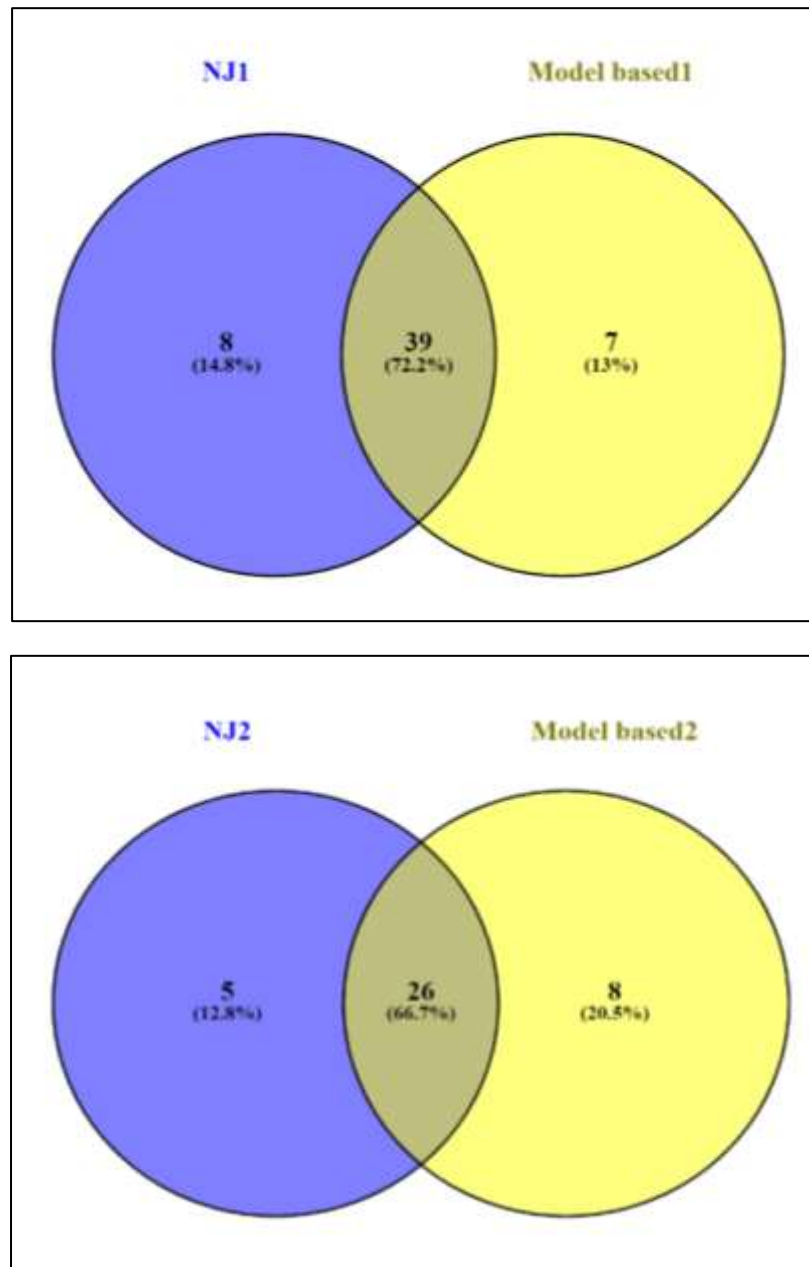 NJ1 Model based1
8 39 7
(14.8%) (72.2%) (13%)
NJ2 Model based2
5 26 8
(12.8%) (66.7%) (20.5%)